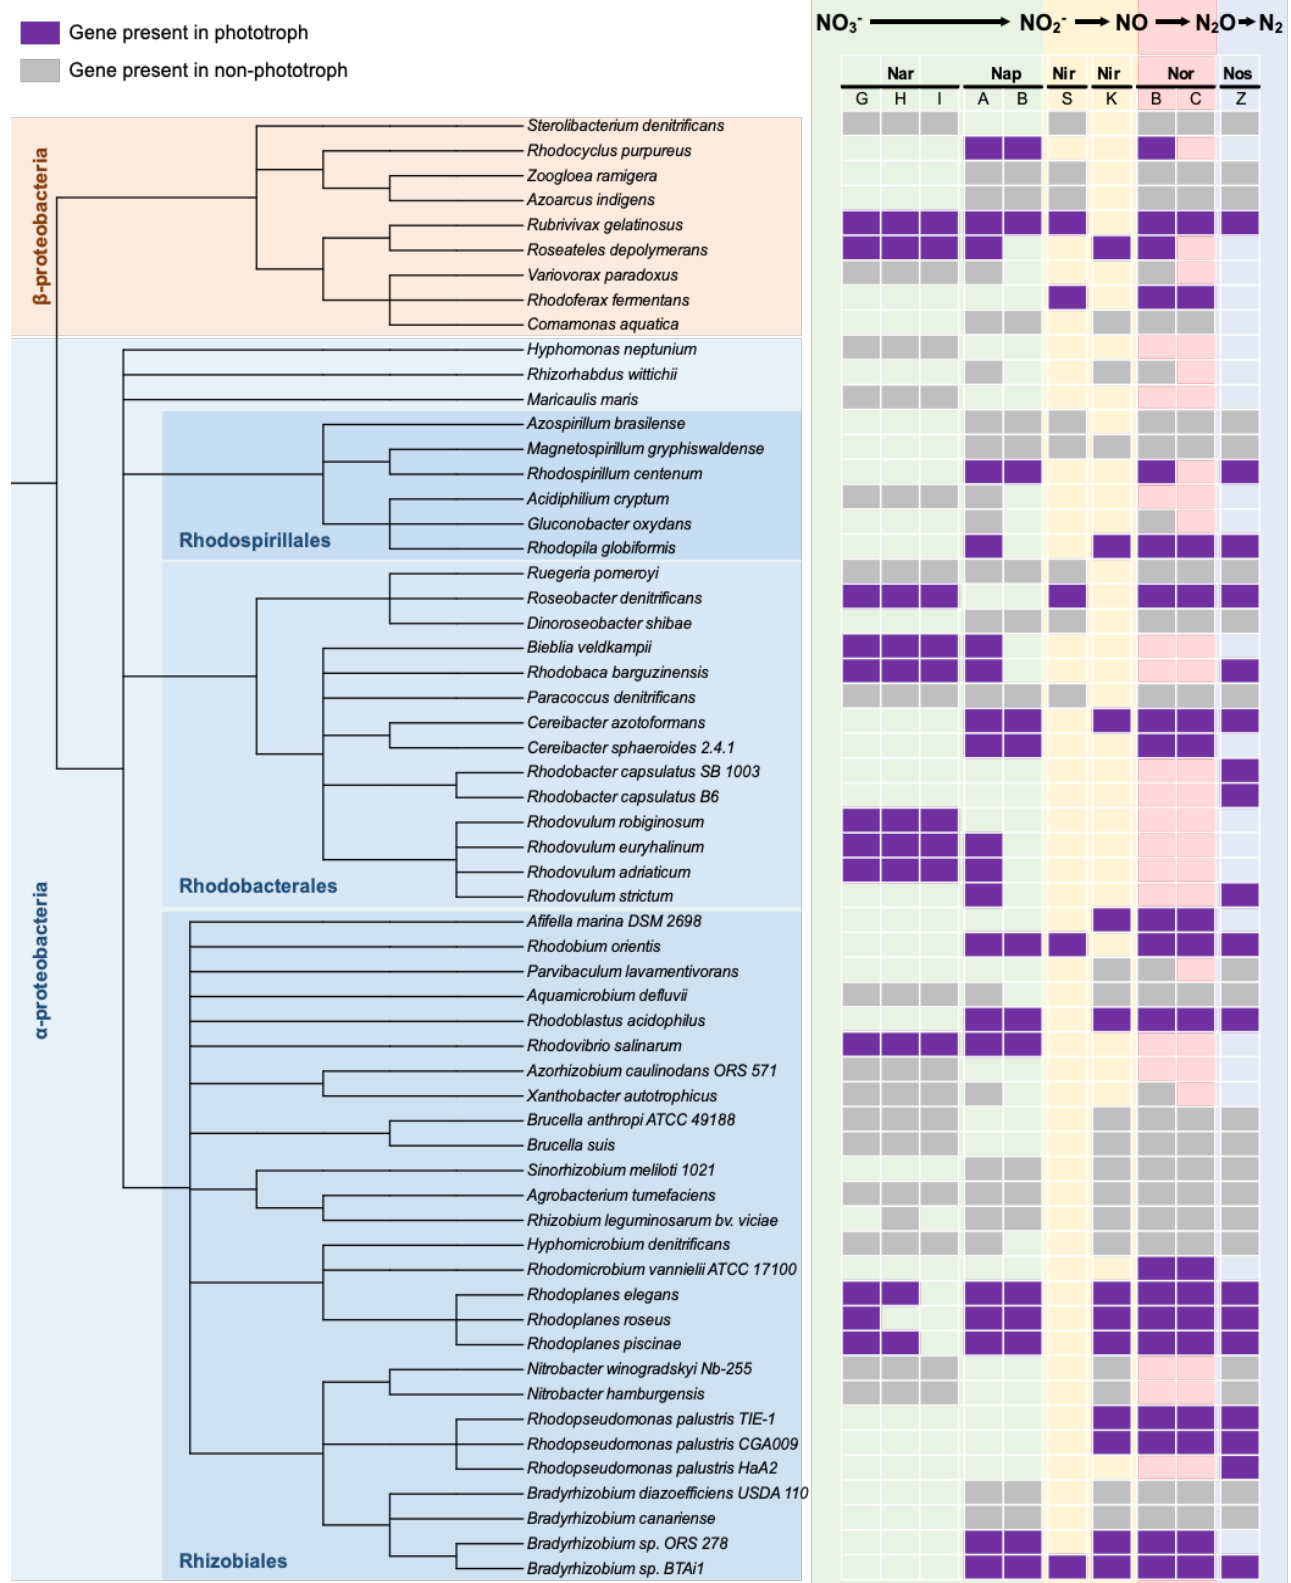 Gene present in phototroph
Gene present in non-phototroph
NO₃⁻ NO₂⁻ NO N₂O N₂
Nar Nap Nir Nir Nor Nos
G H I A B S K B C Z
β-proteobacteria
Sterolibacterium denitrificans
Rhodocyclus purpureus
Zoogloea ramigera
Azoarcus indigens
Rubrivivax gelatinosus
Roseateles depolymerans
Variovorax paradoxus
Rhodoferax fermentans
Comamonas aquatica
α-proteobacteria
Hyphomonas neptunium
Rhizorhabdus wittichii
Maricaulis maris
Azospirillum brasilense
Magnetospirillum gryphiswaldense
Rhodospirillum centenum
Acidiphilium cryptum
Gluconobacter oxydans
Rhodospirillales
Rhodopila globiformis
Ruegeria pomeroyi
Roseobacter denitrificans
Dinoroseobacter shibae
Bieblia veldkampii
Rhodobaca barguzinensis
Paracoccus denitrificans
Cereibacter azotoformans
Cereibacter sphaeroides 2.4.1
Rhodobacter capsulatus SB 1003
Rhodobacter capsulatus B6
Rhodovulum robiginosum
Rhodovulum euryhalinum
Rhodovulum adriaticum
Rhodobacterales
Rhodovulum strictum
Afifella marina DSM 2698
Rhodobium orientis
Parvibaculum lavamentivorans
Aquamicrobium defluvii
Rhodoblastus acidophilus
Rhodovibrio salinarum
Azorhizobium caulinodans ORS 571
Xanthobacter autotrophicus
Brucella anthropi ATCC 49188
Brucella suis
Sinorhizobium meliloti 1021
Agrobacterium tumefaciens
Rhizobium leguminosarum bv. viciae
Hyphomicrobium denitrificans
Rhodomicrobium vannielii ATCC 17100
Rhodoplanes elegans
Rhodoplanes roseus
Rhodoplanes piscinae
Nitrobacter winogradskyi Nb-255
Nitrobacter hamburgensis
Rhodopseudomonas palustris TIE-1
Rhodopseudomonas palustris CGA009
Rhodopseudomonas palustris HaA2
Bradyrhizobium diazoefficiens USDA 110
Bradyrhizobium canariense
Bradyrhizobium sp. ORS 278
Rhizobiales
Bradyrhizobium sp. BTAi1